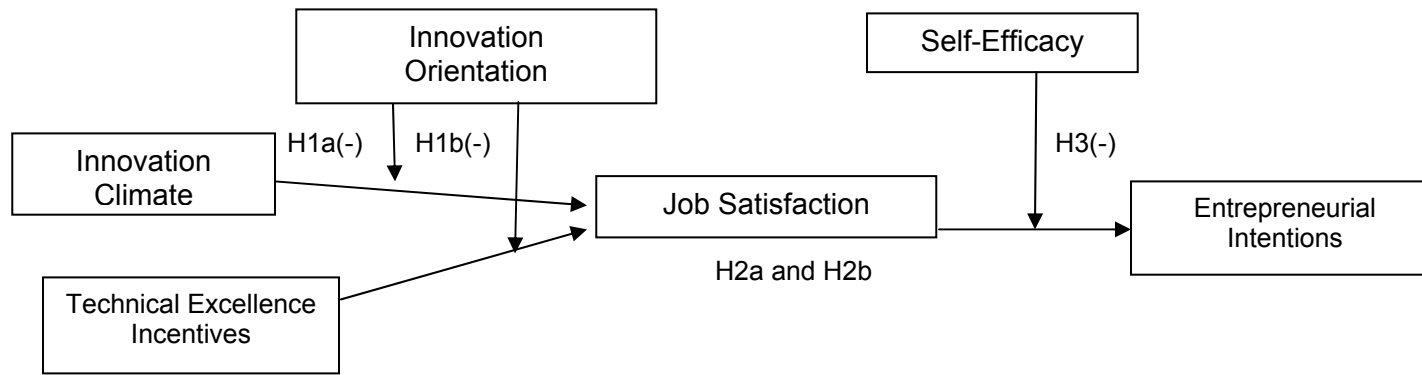 Innovation
Orientation
Self-Efficacy
H1a(-)
H1b(-)
H3(-)
Innovation
Climate
Job Satisfaction
Entrepreneurial
Intentions
H2a and H2b
Technical Excellence
Incentives